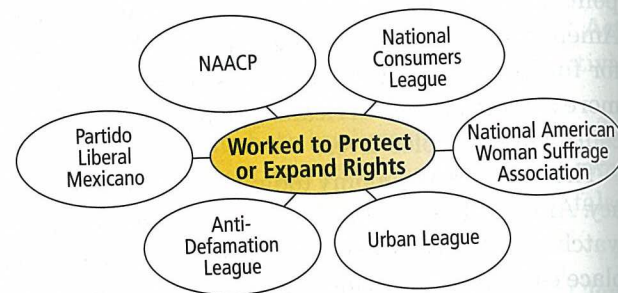 NAACP
National
Consumers
League
Partido
Liberal
Mexicano
Worked to Protect
or Expand Rights
National American
Woman Suffrage
Association
Anti-
Defamation
League
Urban League